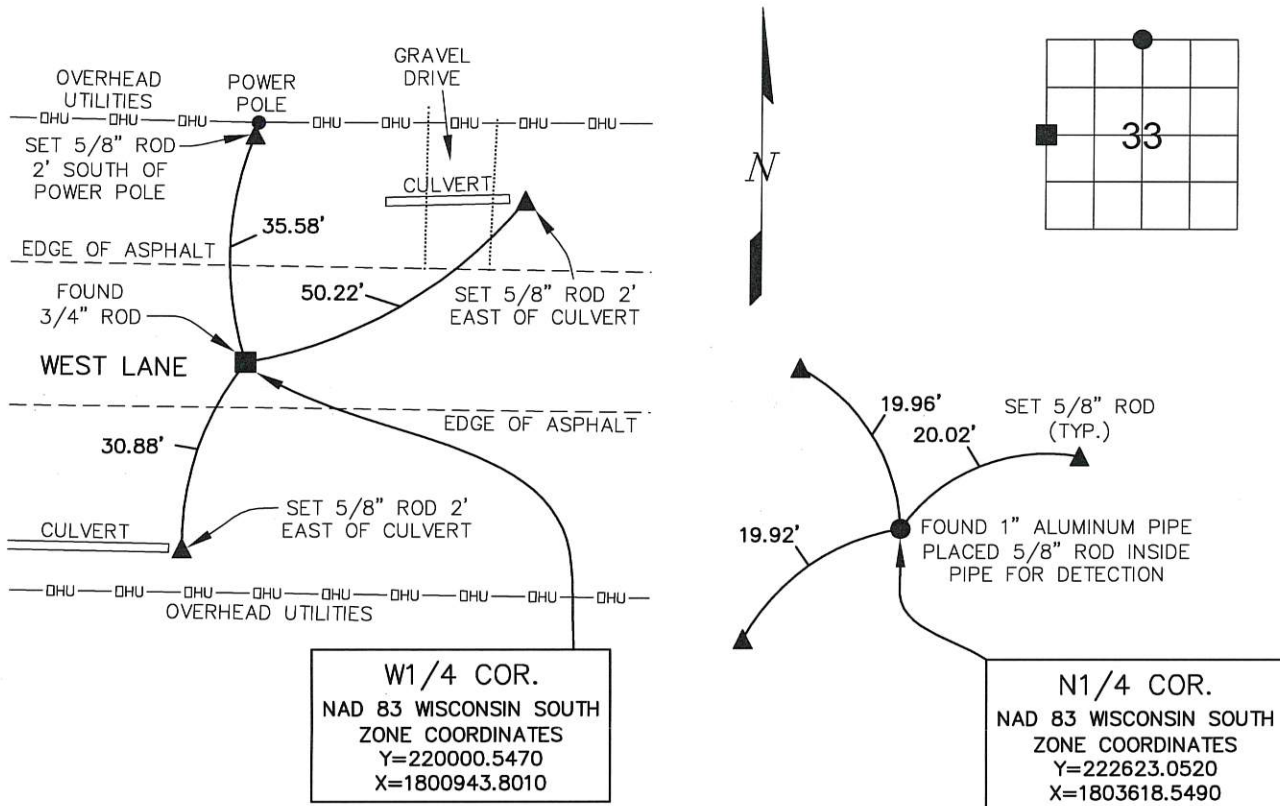 OVERHEAD
UTILITIES
POWER
POLE
GRAVEL
DRIVE
OHU OHU OHU OHU OHU OHU OHU OHU
SET 5/8" ROD
2' SOUTH OF
POWER POLE
CULVERT
35.58'
EDGE OF ASPHALT
50.22'
SET 5/8" ROD 2'
EAST OF CULVERT
FOUND
3/4" ROD
WEST LANE
EDGE OF ASPHALT
30.88'
SET 5/8" ROD 2'
EAST OF CULVERT
CULVERT
OHU OHU OHU OHU OHU OHU OHU OHU OHU
OVERHEAD UTILITIES
W1/4 COR.
NAD 83 WISCONSIN SOUTH
ZONE COORDINATES
Y=220000.5470
X=1800943.8010
N
33
19.96'
20.02'
SET 5/8" ROD
(TYP.)
19.92'
FOUND 1" ALUMINUM PIPE
PLACED 5/8" ROD INSIDE
PIPE FOR DETECTION
N1/4 COR.
NAD 83 WISCONSIN SOUTH
ZONE COORDINATES
Y=222623.0520
X=1803618.5490